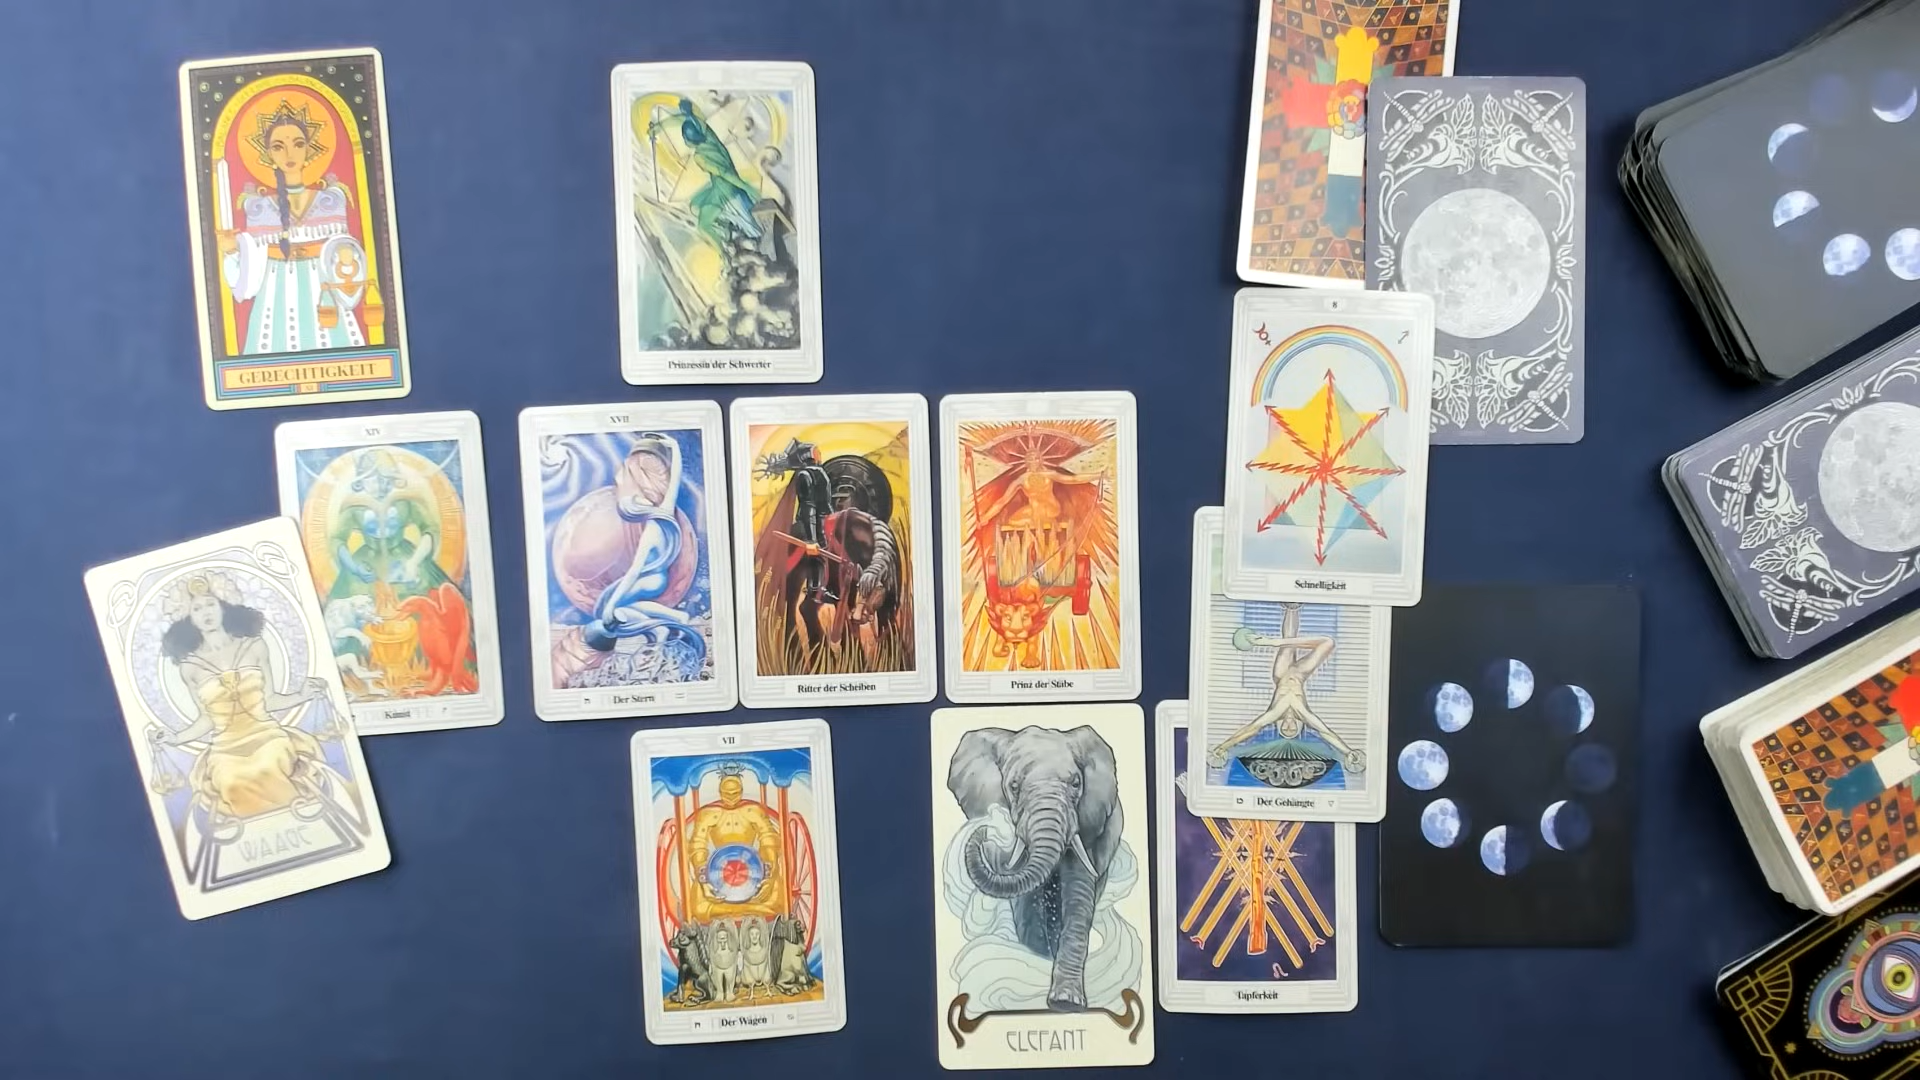 GERECHTIGKEIT
XI
Prinzessin der Schwerter
XIV
Kunst
WAAGE
XVII
Der Stern
Ritter der Scheiben
Prinz der Stäbe
8
Schnelligkeit
Der Gehängte
VII
Der Wagen
ELEFANT
Tapferkeit